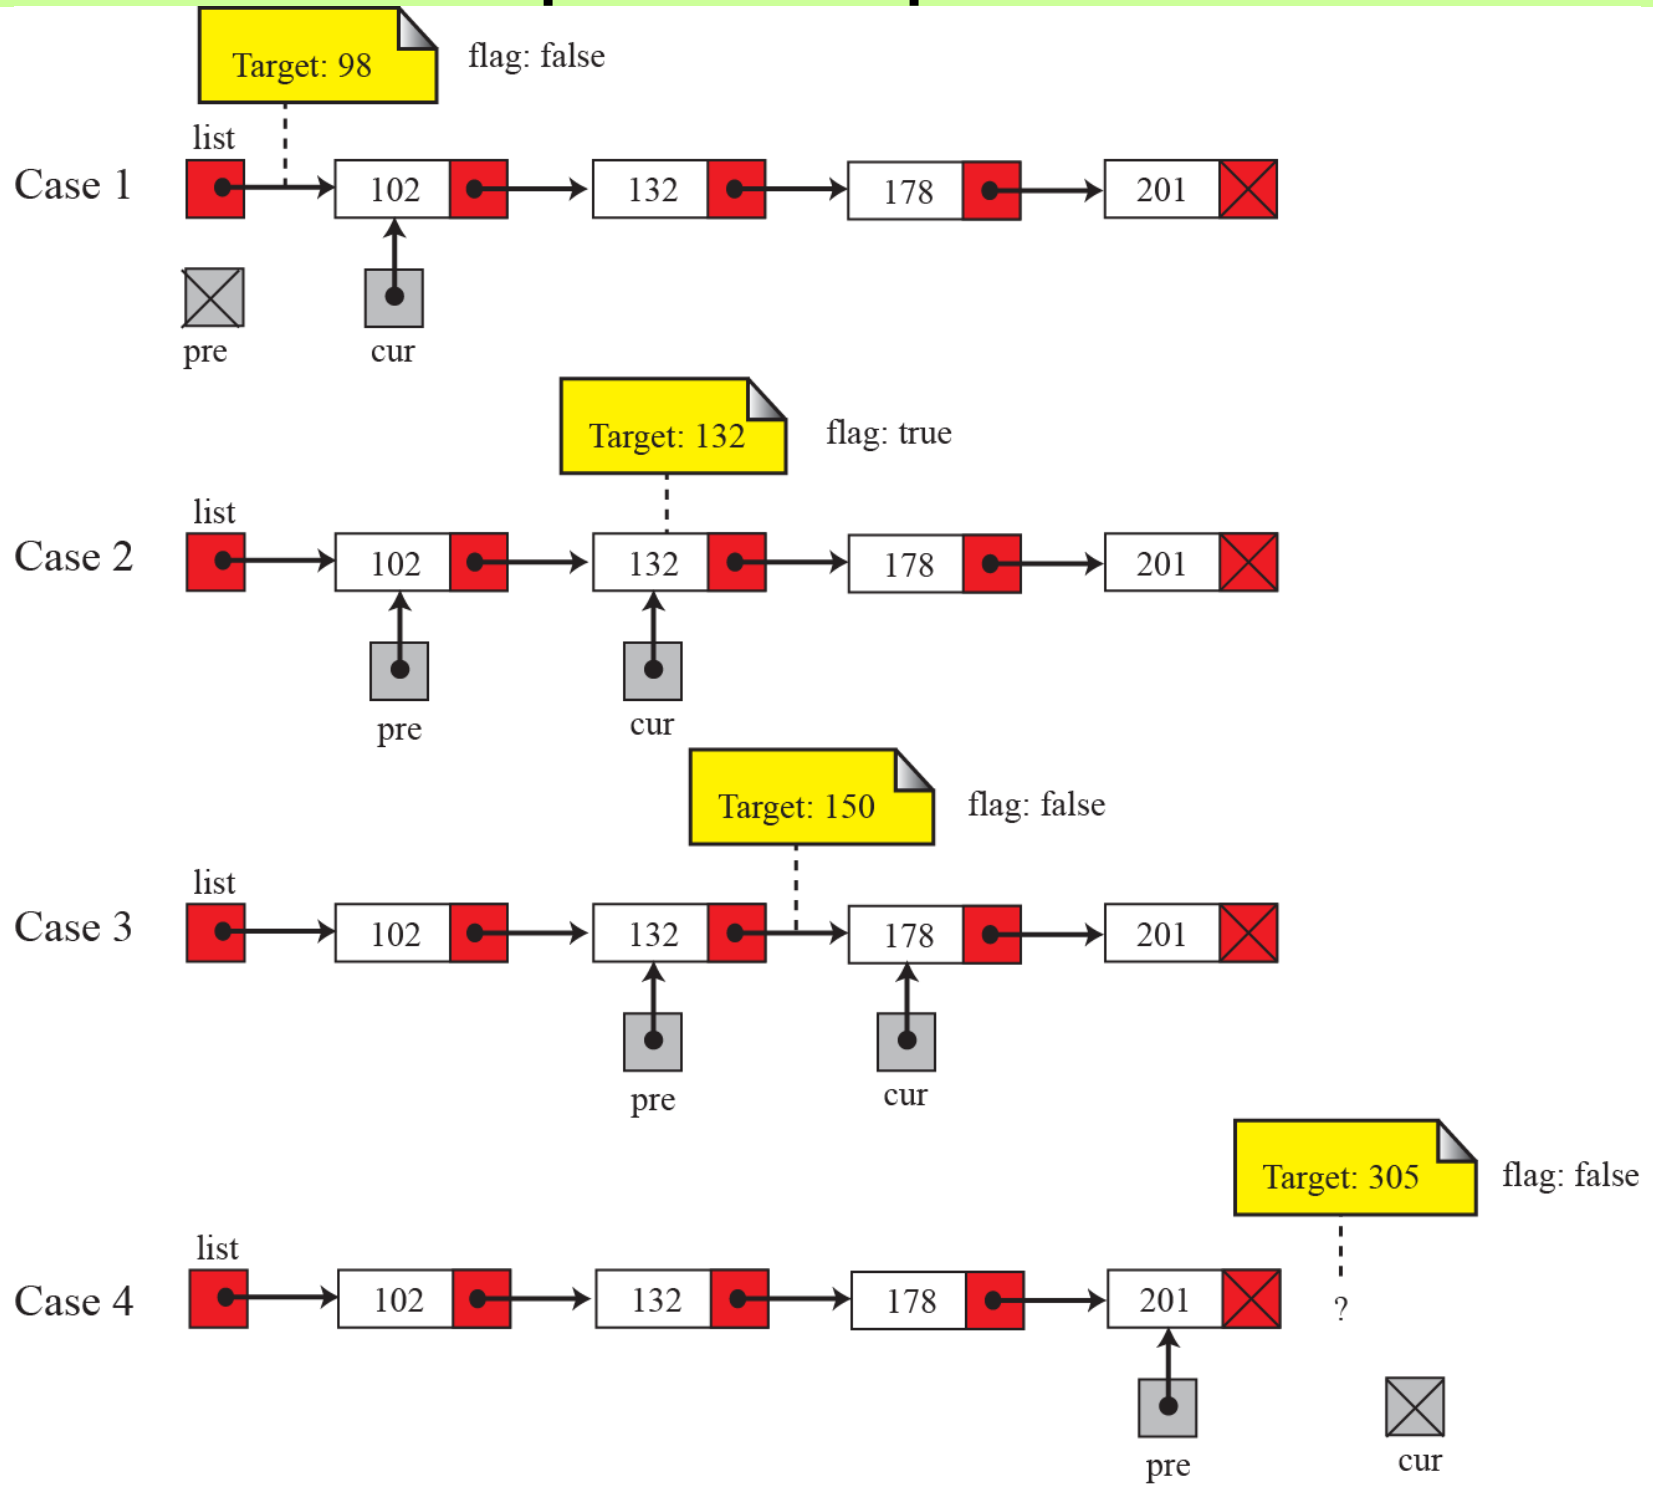 Target: 98
flag: false
list
Case 1
102
132
178
201
pre
cur
Target: 132
flag: true
list
Case 2
102
132
178
201
pre
cur
Target: 150
flag: false
list
Case 3
102
132
178
201
pre
cur
Target: 305
flag: false
list
Case 4
102
132
178
201
?
pre
cur